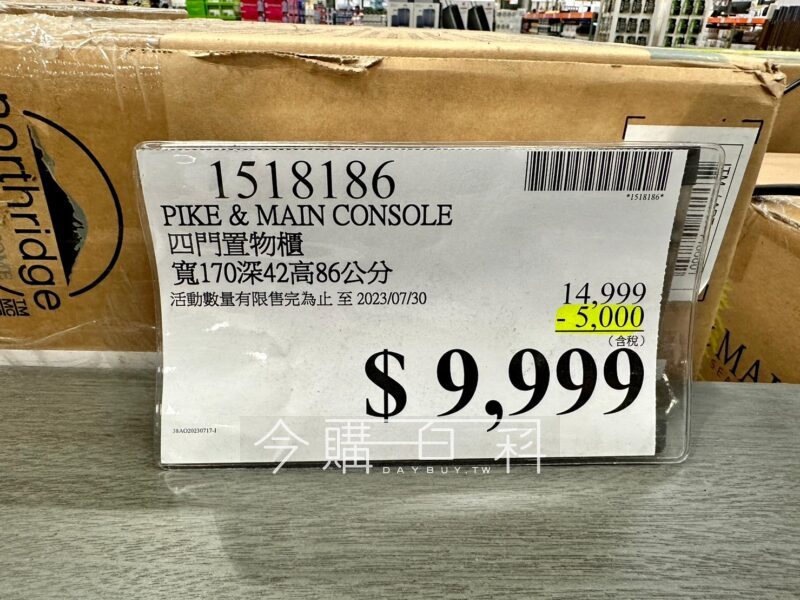 northridge
1518186
*1518186*
PIKE & MAIN CONSOLE
四門置物櫃
寬170深42高86公分
活動數量有限售完為止 至 2023/07/30
14,999
- 5,000
(含稅)
$ 9,999
38AO20230717-1
今購百科
DAYBUY.TW